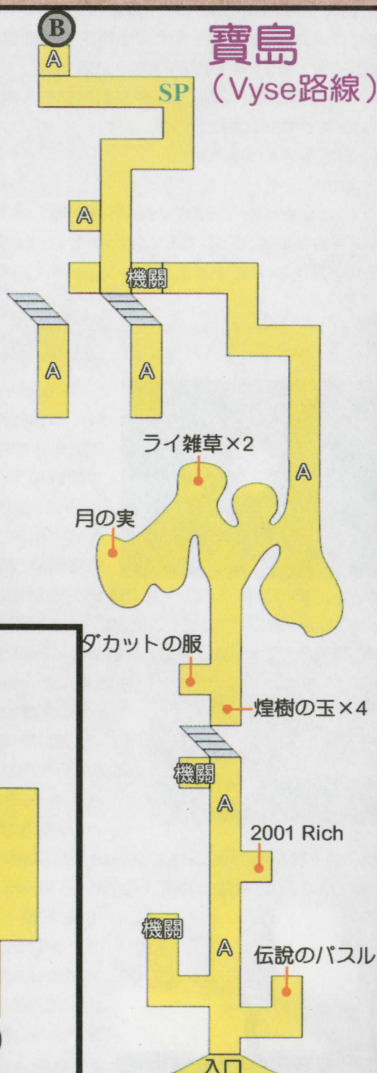 B
寶島
(Vyse路線)
A
SP
A
機關
A
A
ライ雑草×2
A
月の実
ダカットの服
煌樹の玉×4
機關
A
2001 Rich
機關
A
伝説のパスル
入口